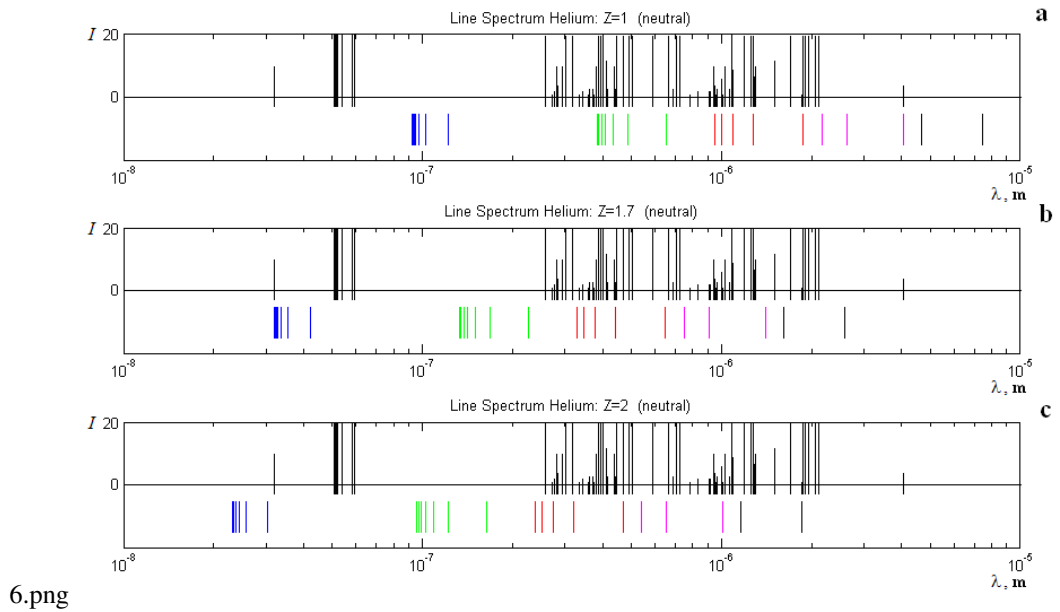 Line Spectrum Helium: Z=1 (neutral)
a
I 20
0
10⁻⁸ 10⁻⁷ 10⁻⁶ 10⁻⁵
λ, m
Line Spectrum Helium: Z=1.7 (neutral)
b
I 20
0
10⁻⁸ 10⁻⁷ 10⁻⁶ 10⁻⁵
λ, m
Line Spectrum Helium: Z=2 (neutral)
c
I 20
0
10⁻⁸ 10⁻⁷ 10⁻⁶ 10⁻⁵
λ, m
6.png